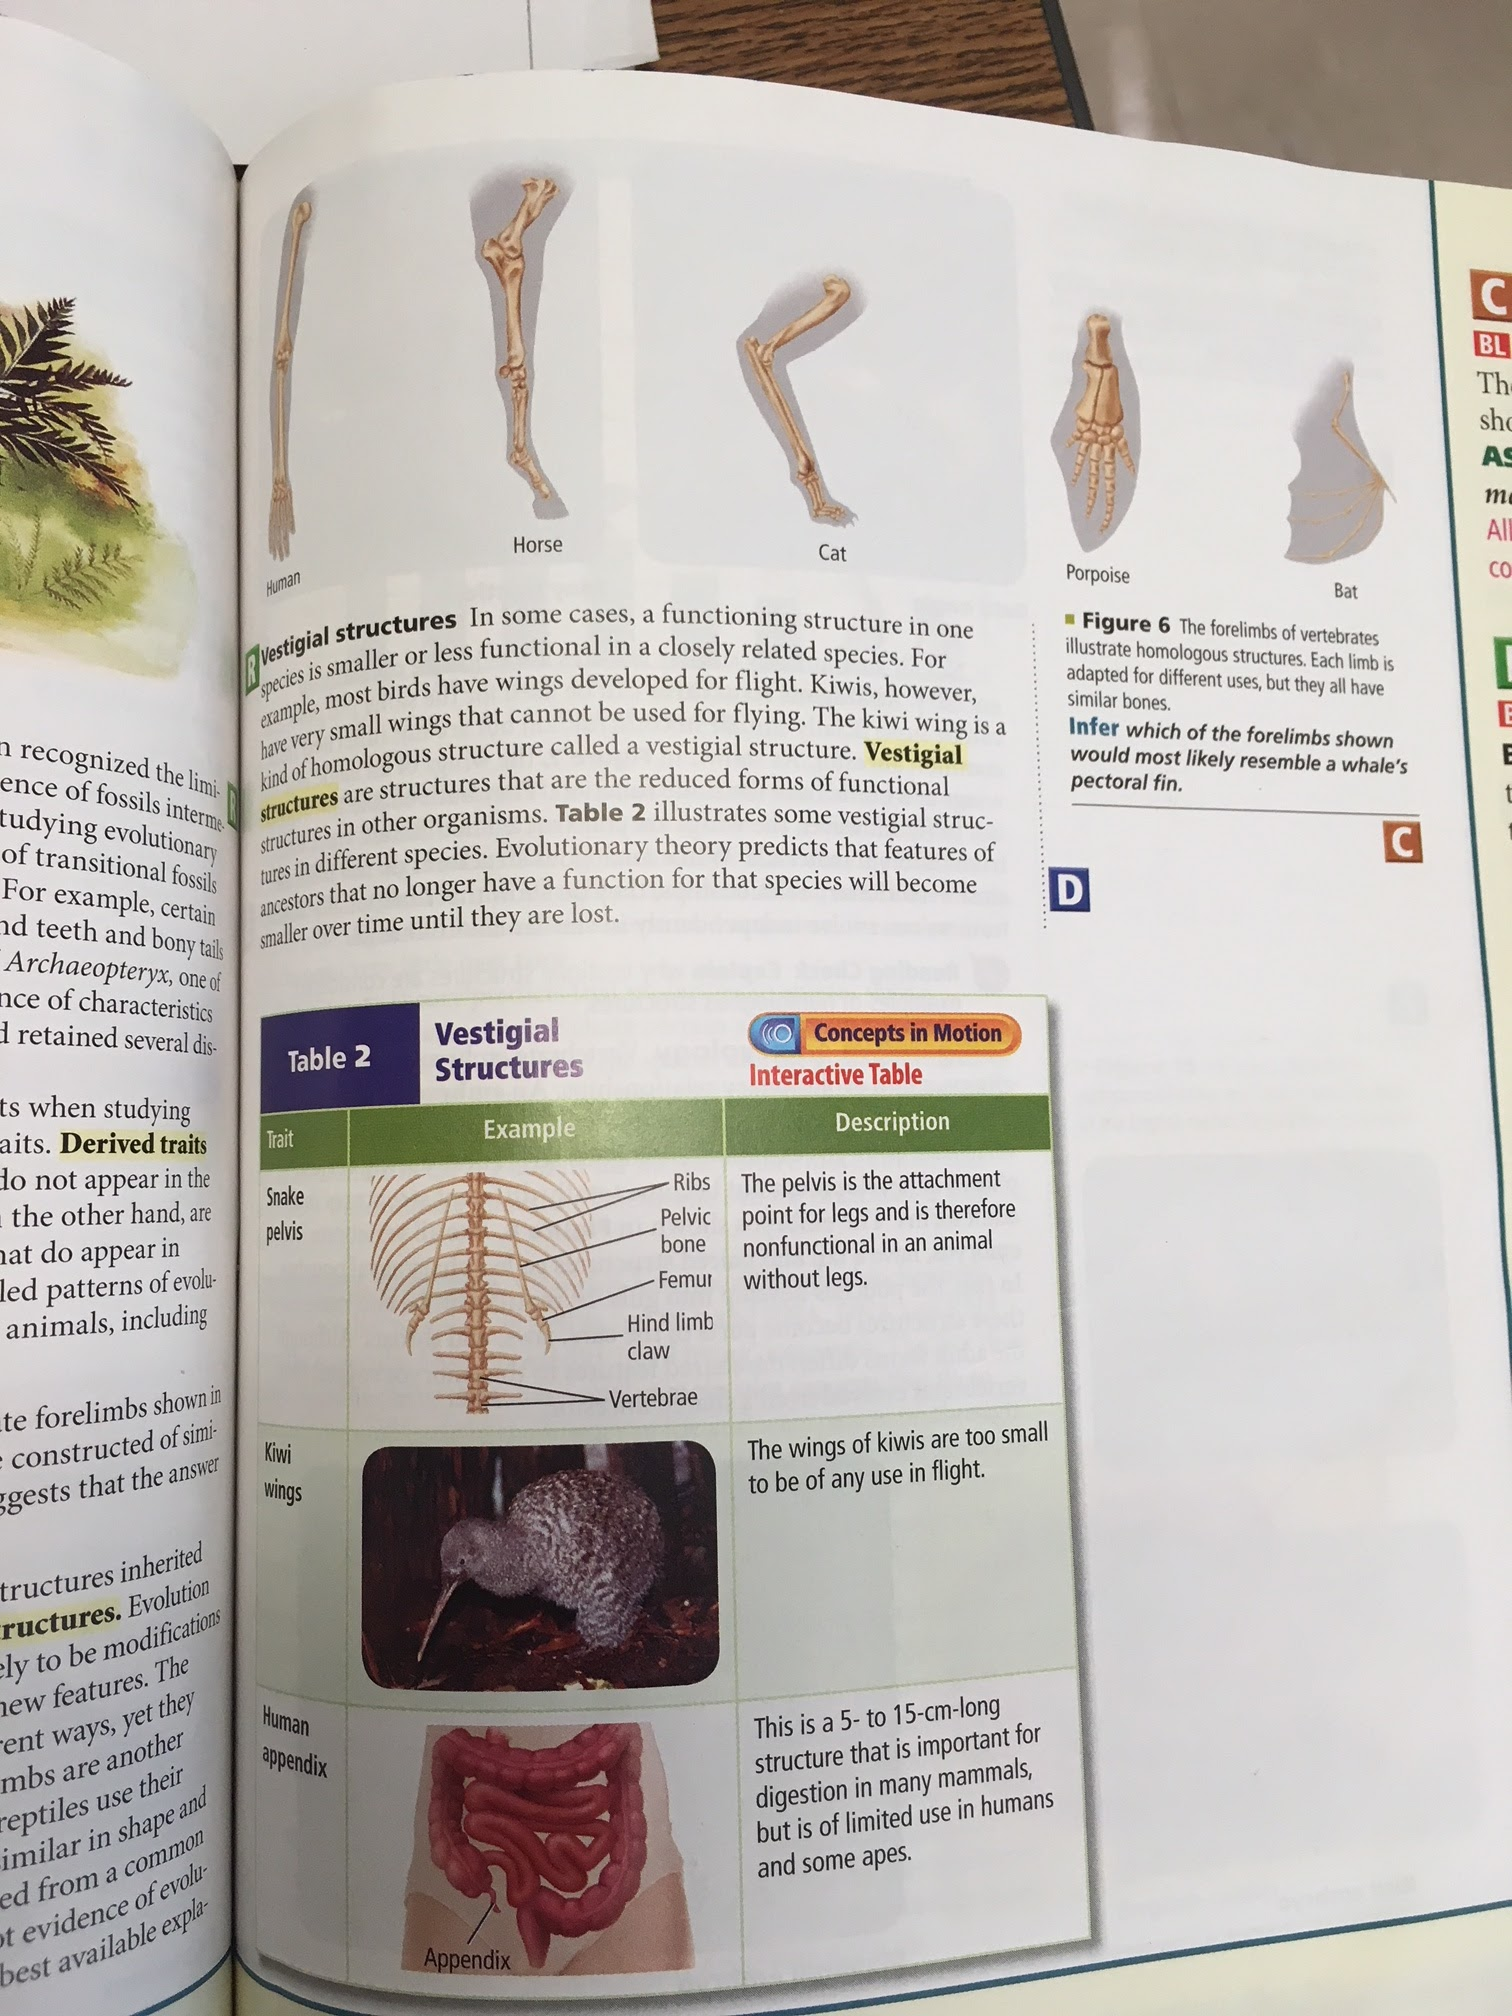 n recognized the limi-
ence of fossils interme-
tudying evolutionary
of transitional fossils
For example, certain
nd teeth and bony tails
Archaeopteryx, one of
nce of characteristics
d retained several dis-
ts when studying
aits. Derived traits
do not appear in the
the other hand, are
hat do appear in
led patterns of evolu-
animals, including
te forelimbs shown in
constructed of simi-
ggests that the answer
tructures inherited
ructures. Evolution
ely to be modifications
new features. The
rent ways, yet they
mbs are another
reptiles use their
imilar in shape and
ed from a common
ot evidence of evolu-
best available expla-
R
Human
Horse
Cat
Porpoise
Bat
R
Vestigial structures In some cases, a functioning structure in one
species is smaller or less functional in a closely related species. For
example, most birds have wings developed for flight. Kiwis, however,
have very small wings that cannot be used for flying. The kiwi wing is a
kind of homologous structure called a vestigial structure. Vestigial
structures are structures that are the reduced forms of functional
structures in other organisms. Table 2 illustrates some vestigial struc-
tures in different species. Evolutionary theory predicts that features of
ancestors that no longer have a function for that species will become
smaller over time until they are lost.
Figure 6 The forelimbs of vertebrates
illustrate homologous structures. Each limb is
adapted for different uses, but they all have
similar bones.
Infer which of the forelimbs shown
would most likely resemble a whale's
pectoral fin.
C
D
Table 2
Vestigial
Structures
Concepts in Motion
Interactive Table
Trait
Example
Description
Snake
pelvis
Ribs
Pelvic
bone
Femur
Hind limb
claw
Vertebrae
The pelvis is the attachment
point for legs and is therefore
nonfunctional in an animal
without legs.
Kiwi
wings
The wings of kiwis are too small
to be of any use in flight.
Human
appendix
Appendix
This is a 5- to 15-cm-long
structure that is important for
digestion in many mammals,
but is of limited use in humans
and some apes.
C
BL
Th
sho
AS
All
co